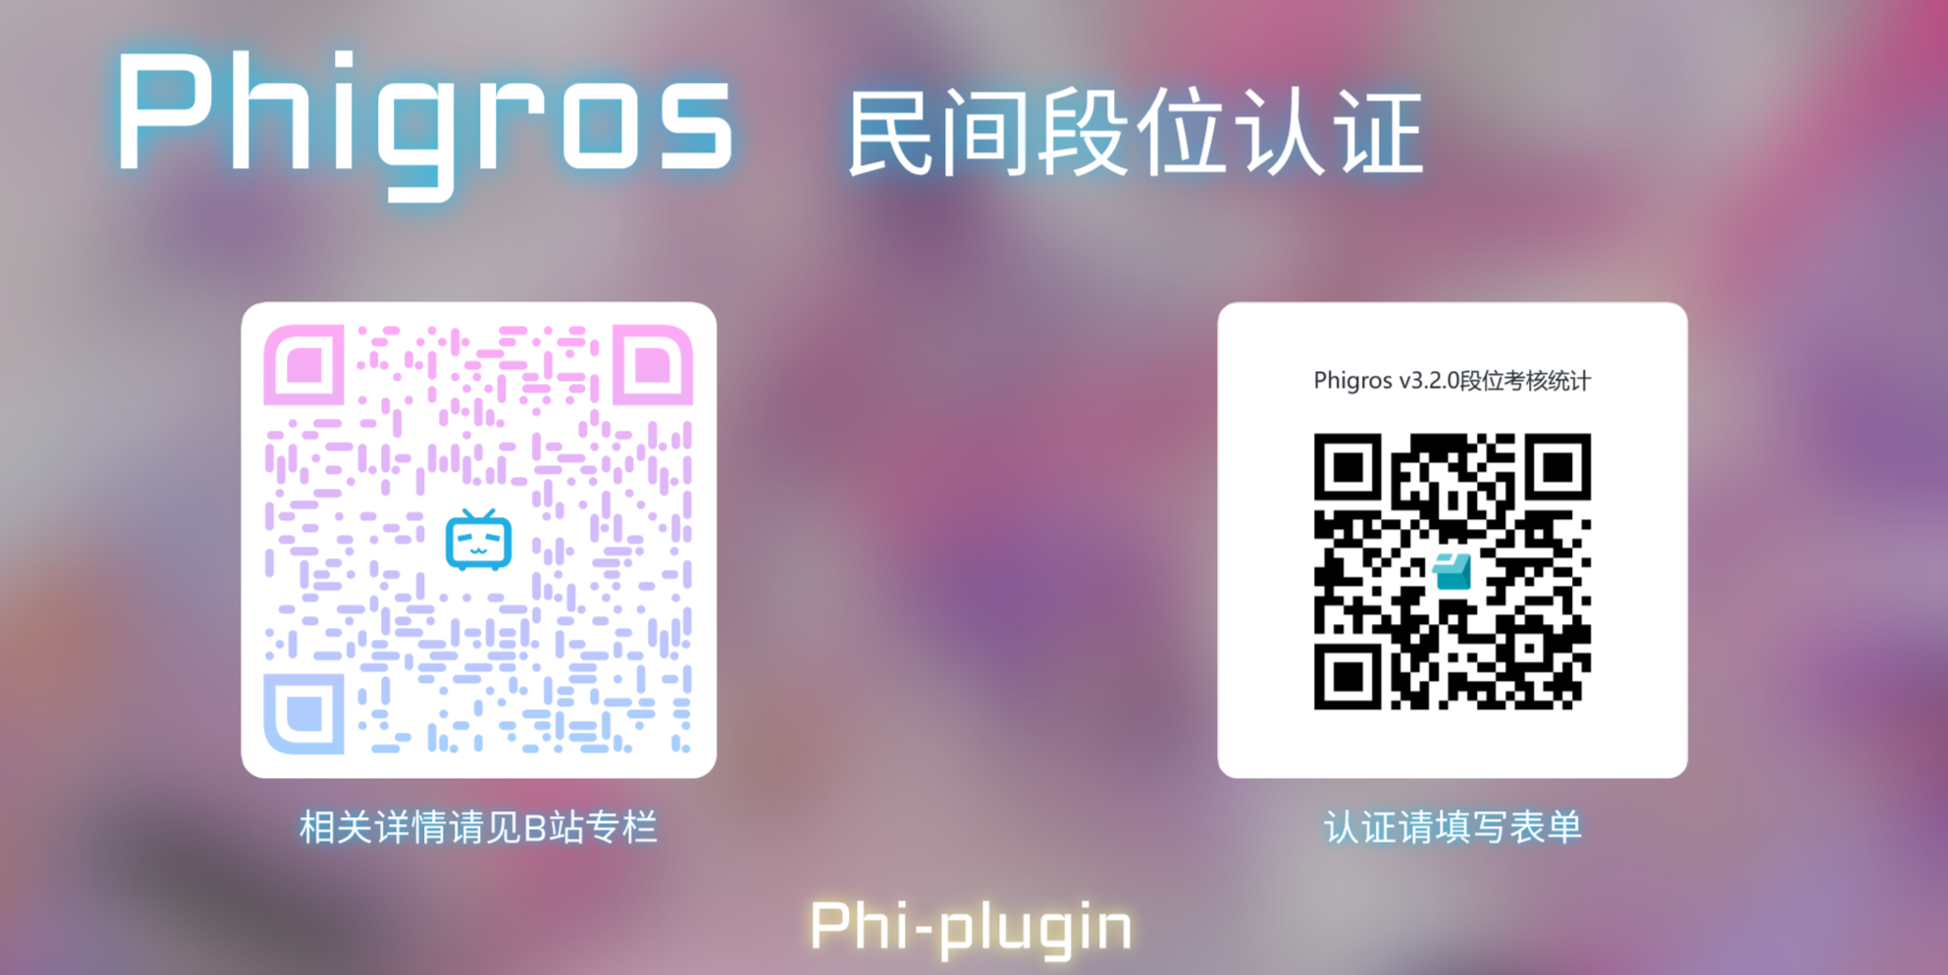 Phigros 民间段位认证
Phigros v3.2.0段位考核统计
相关详情请见B站专栏
认证请填写表单
Phi-plugin